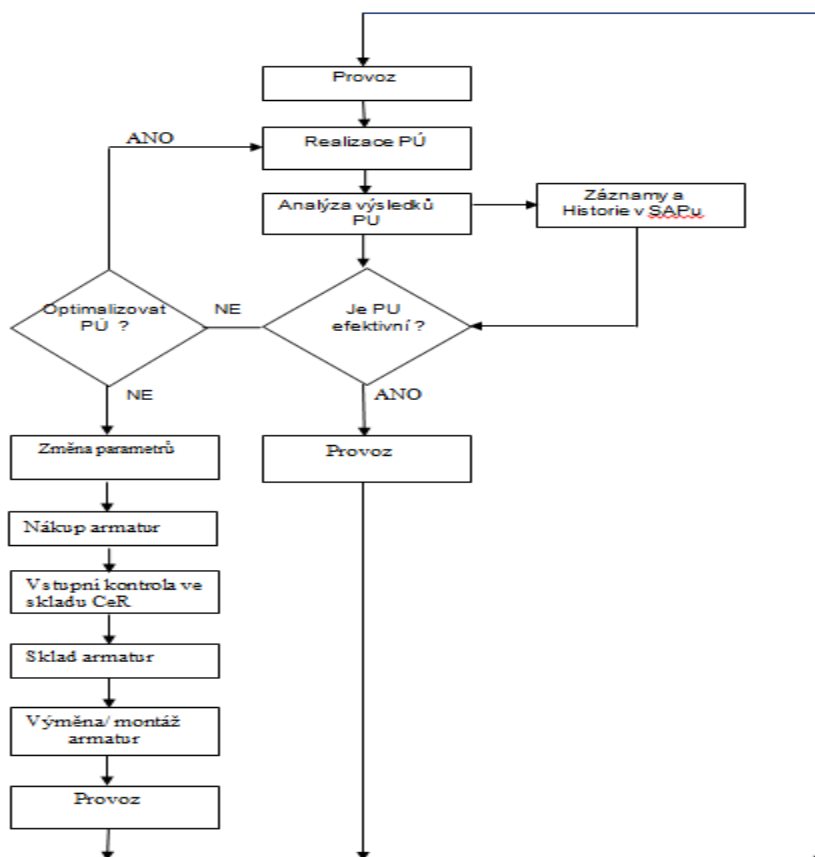 Provoz
ANO
Realizace PÚ
Analýza výsledků
PU
Záznamy a
Historie v SAPu
Optimalizovat
PÚ ?
NE
Je PU
efektivní ?
NE
ANO
Změna parametrů
Provoz
Nákup armatur
Vstupní kontrola ve
skladu CeR
Sklad armatur
Výměna/ montáž
armatur
Provoz